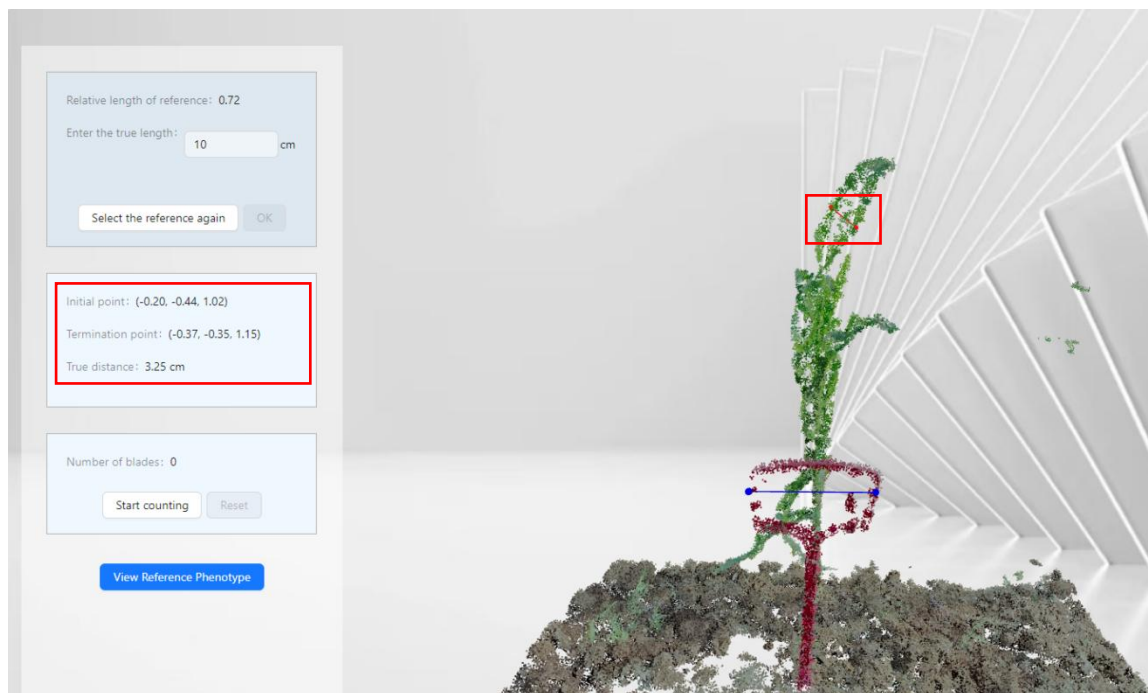 Relative length of reference: 0.72
Enter the true length:
10 cm
Select the reference again OK
Initial point: (-0.20, -0.44, 1.02)
Termination point: (-0.37, -0.35, 1.15)
True distance: 3.25 cm
Number of blades: 0
Start counting Reset
View Reference Phenotype